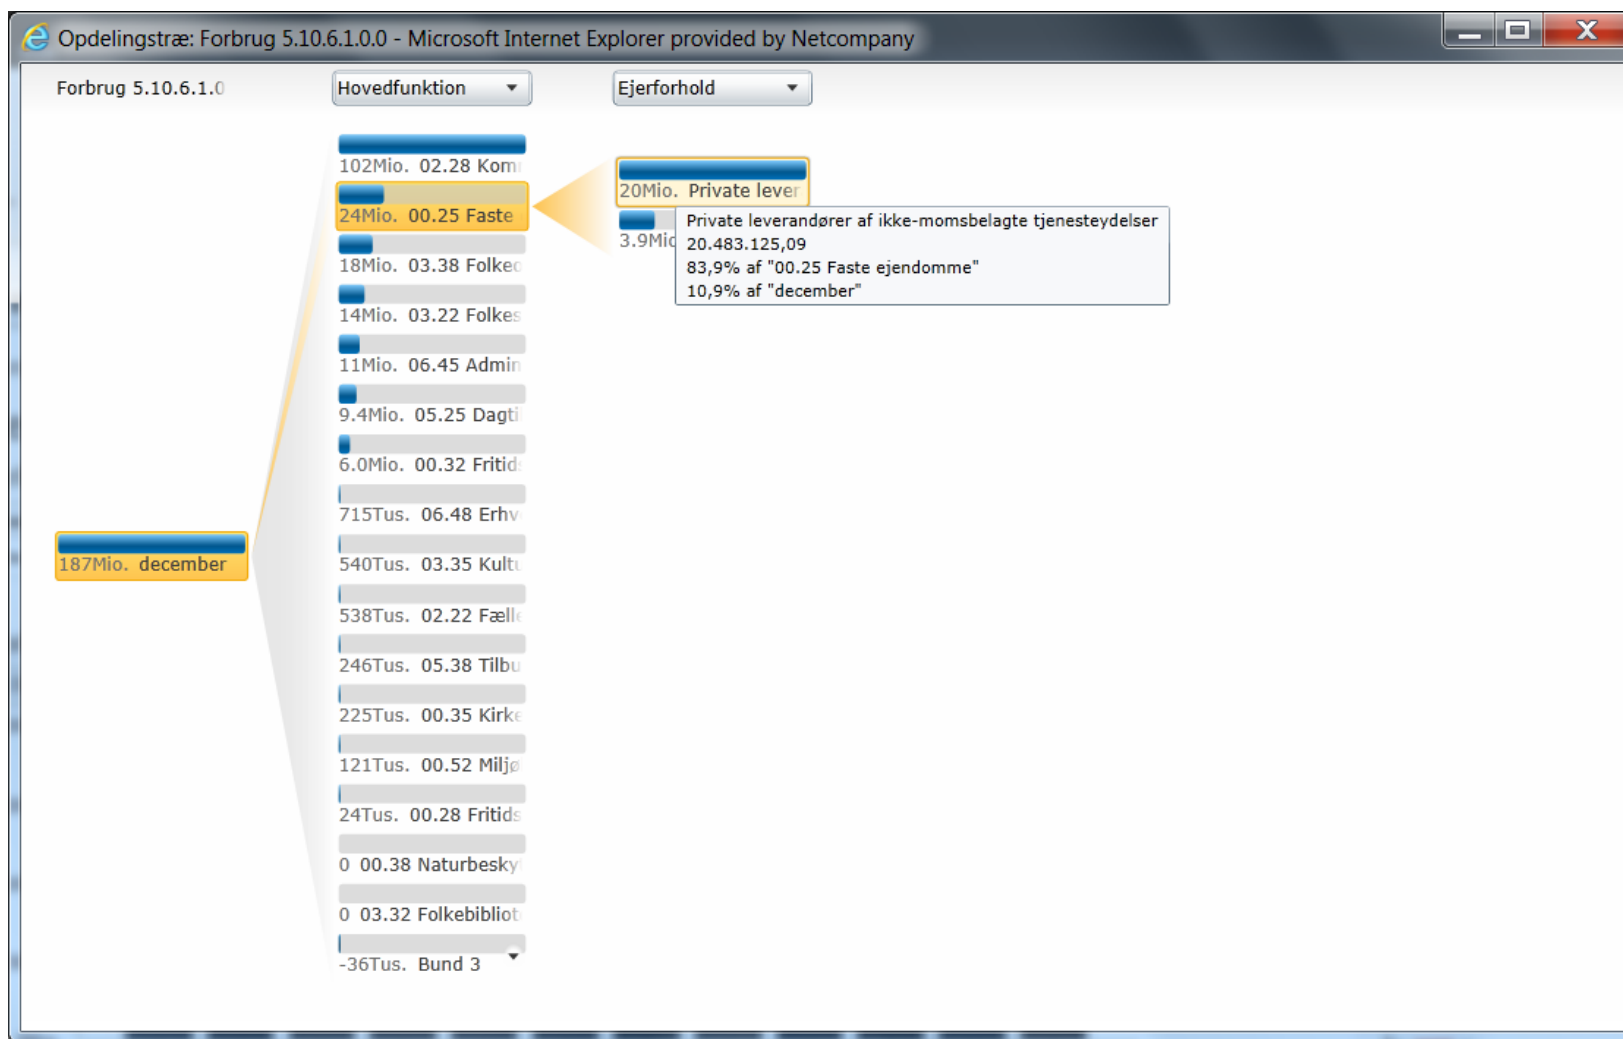 Opdelingstræ: Forbrug 5.10.6.1.0.0 - Microsoft Internet Explorer provided by Netcompany
Forbrug 5.10.6.1.0
Hovedfunktion
Ejerforhold
187Mio. december
102Mio. 02.28 Kom
24Mio. 00.25 Faste
18Mio. 03.38 Folkeo
14Mio. 03.22 Folkes
11Mio. 06.45 Admin
9.4Mio. 05.25 Dagti
6.0Mio. 00.32 Fritid
715Tus. 06.48 Erhv
540Tus. 03.35 Kultu
538Tus. 02.22 Fælle
246Tus. 05.38 Tilbu
225Tus. 00.35 Kirke
121Tus. 00.52 Miljø
24Tus. 00.28 Fritids
0 00.38 Naturbesky
0 03.32 Folkebibliot
-36Tus. Bund 3
20Mio. Private lever
3.9Mio
Private leverandører af ikke-momsbelagte tjenesteydelser
20.483.125,09
83,9% af "00.25 Faste ejendomme"
10,9% af "december"